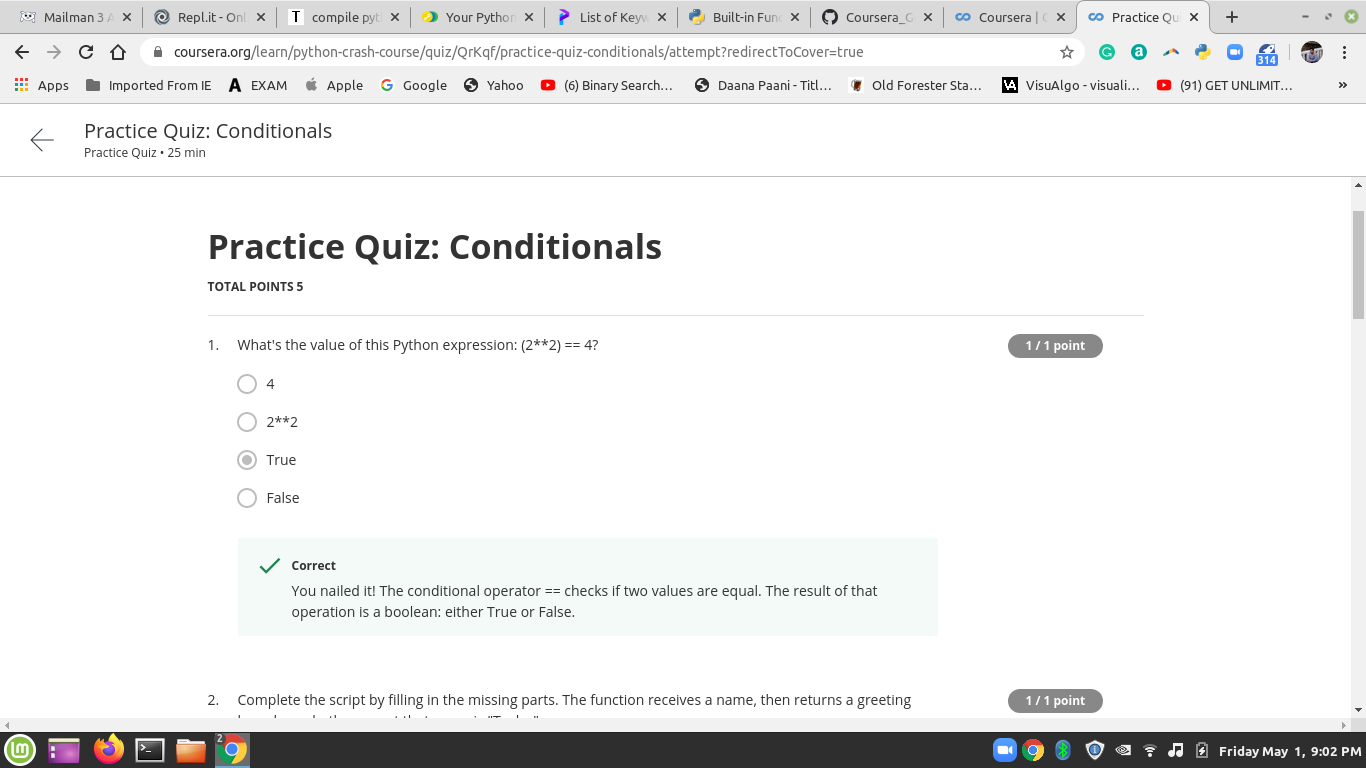 Mailman 3 A
Repl.it - Onl
compile pyt
Your Python
List of Keyw
Built-in Fun
Coursera_G
Coursera | C
Practice Qu
coursera.org/learn/python-crash-course/quiz/QrKqf/practice-quiz-conditionals/attempt?redirectToCover=true
314
Apps
Imported From IE
EXAM
Apple
Google
Yahoo
(6) Binary Search...
Daana Paani - Titl...
Old Forester Sta...
VisuAlgo - visuali...
(91) GET UNLIMIT...
»
Practice Quiz: Conditionals
Practice Quiz • 25 min
Practice Quiz: Conditionals
TOTAL POINTS 5
1. What's the value of this Python expression: (2**2) == 4?
1 / 1 point
4
2**2
True
False
Correct
You nailed it! The conditional operator == checks if two values are equal. The result of that
operation is a boolean: either True or False.
2. Complete the script by filling in the missing parts. The function receives a name, then returns a greeting
1 / 1 point
2
Friday May 1, 9:02 PM